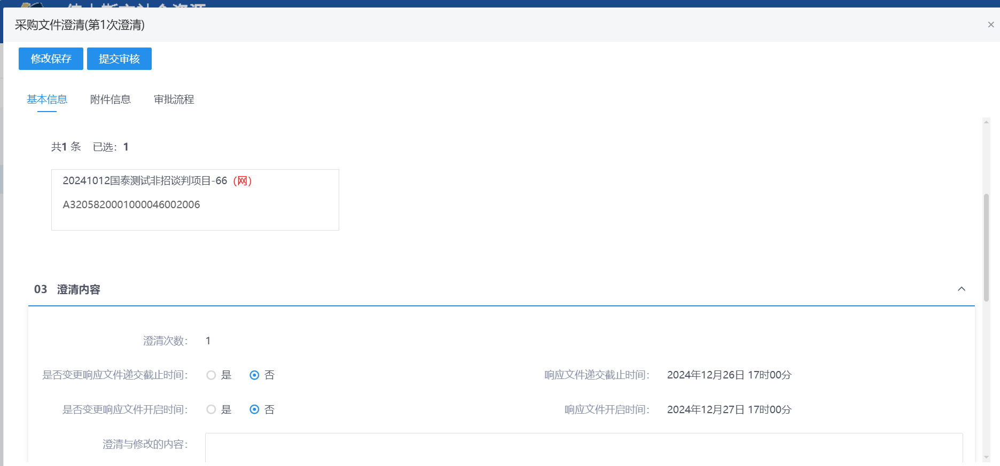 采购文件澄清(第1次澄清)
×
修改保存 提交审核
基本信息 附件信息 审批流程
共1 条 已选：1
20241012国泰测试非招谈判项目-66（网）
A3205820001000046002006
03 澄清内容
澄清次数： 1
是否变更响应文件递交截止时间： 是 否 响应文件递交截止时间： 2024年12月26日 17时00分
是否变更响应文件开启时间： 是 否 响应文件开启时间： 2024年12月27日 17时00分
澄清与修改的内容：